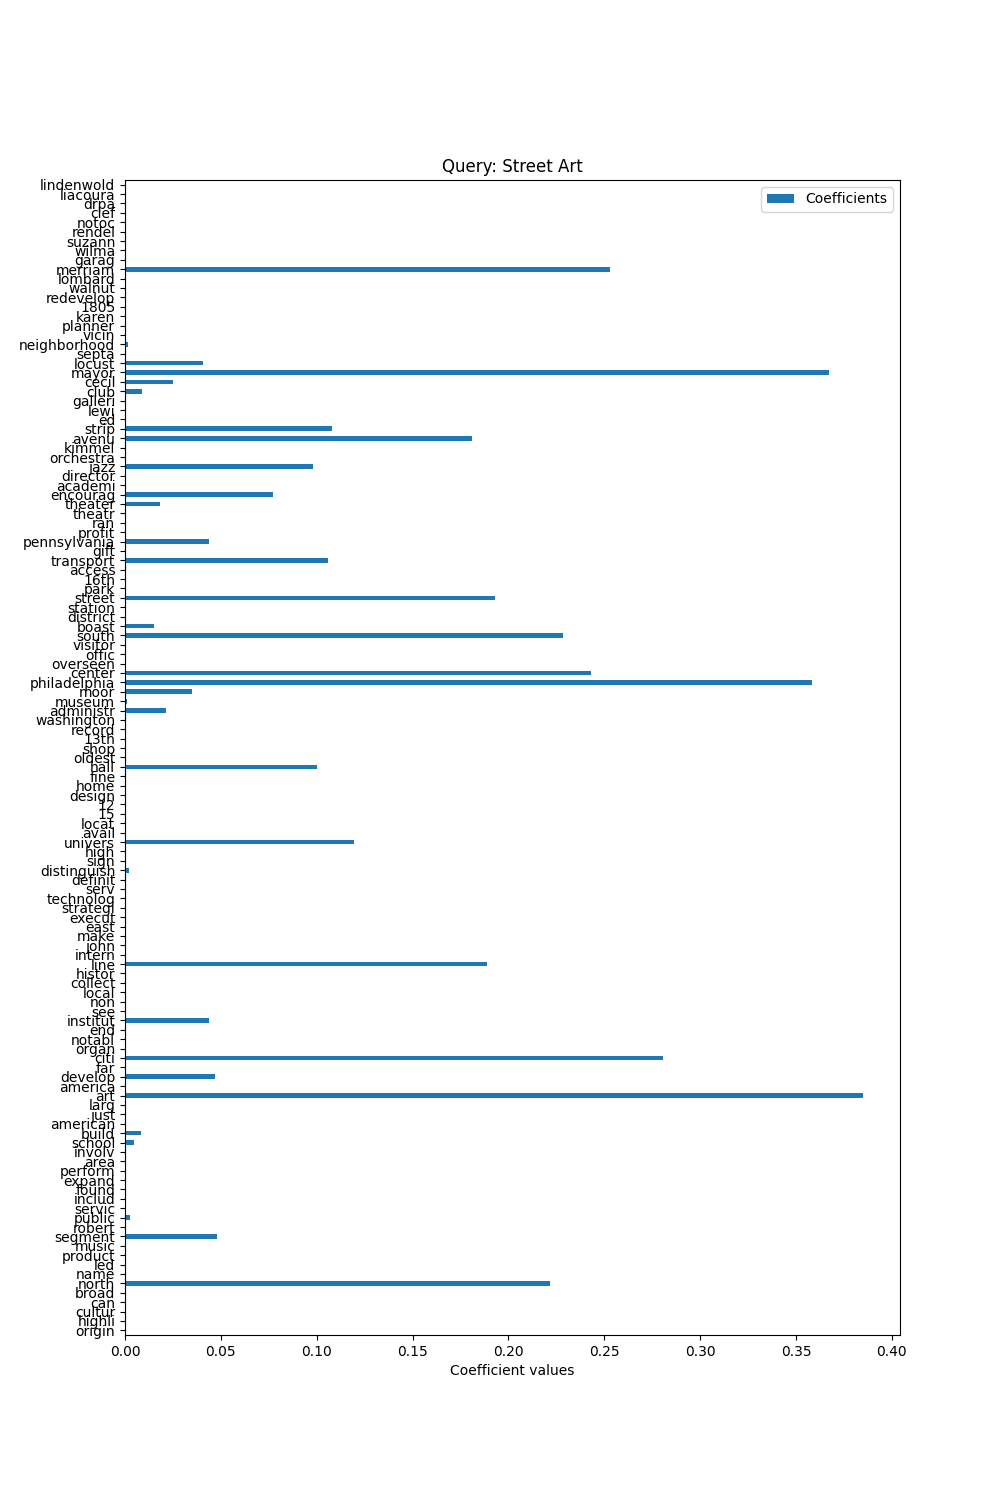 Query: Street Art
Coefficients
lindenwold
liacoura
drpa
clef
notoc
rendel
suzann
wilma
garag
merriam
lombard
walnut
redevelop
1805
karen
planner
vicin
neighborhood
septa
locust
mayor
cecil
club
galleri
lewi
ed
strip
avenu
kimmel
orchestra
jazz
director
academi
encourag
theater
theatr
ran
profit
pennsylvania
gift
transport
access
16th
park
street
station
district
boast
south
visitor
offic
overseen
center
philadelphia
moor
museum
administr
washington
record
13th
shop
oldest
hall
fine
home
design
12
15
locat
avail
univers
high
sign
distinguish
definit
serv
technolog
strategi
execut
east
make
john
intern
line
histor
collect
local
non
see
institut
end
notabl
organ
citi
far
develop
america
art
larg
just
american
build
school
involv
area
perform
expand
found
includ
servic
public
robert
segment
music
product
led
name
north
broad
can
cultur
highli
origin
0.00 0.05 0.10 0.15 0.20 0.25 0.30 0.35 0.40
Coefficient values